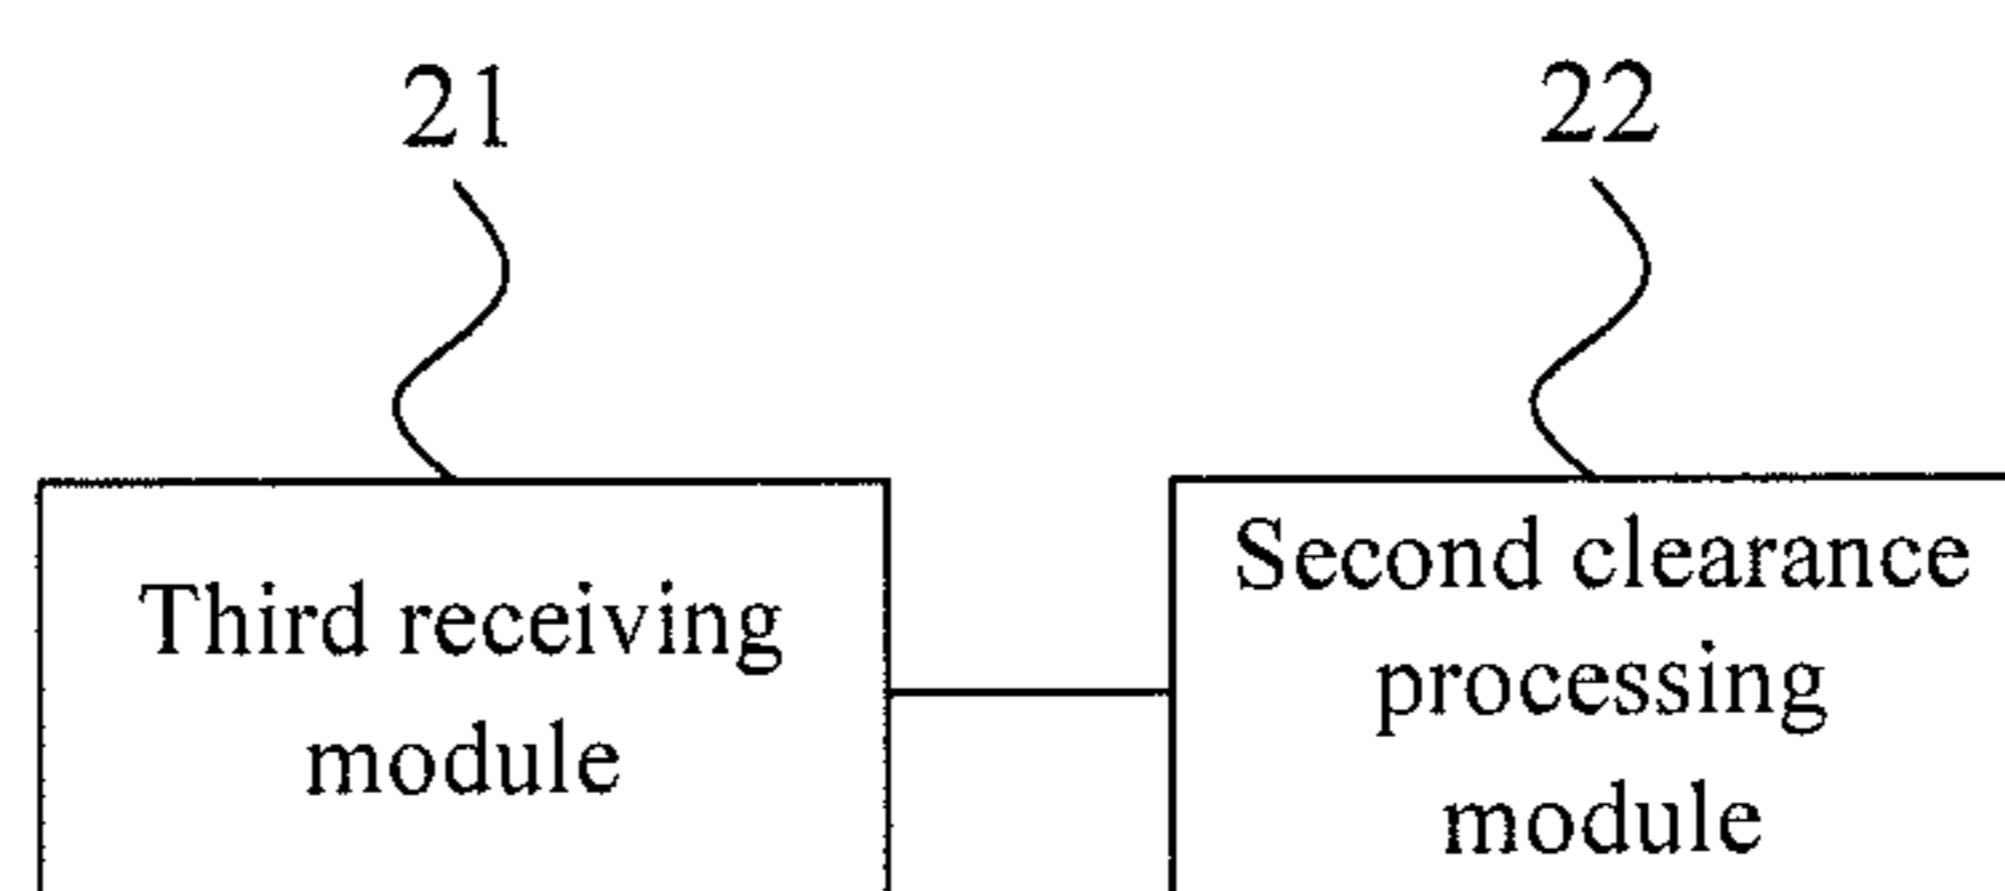 21
22
Third receiving
module
Second clearance
processing
module